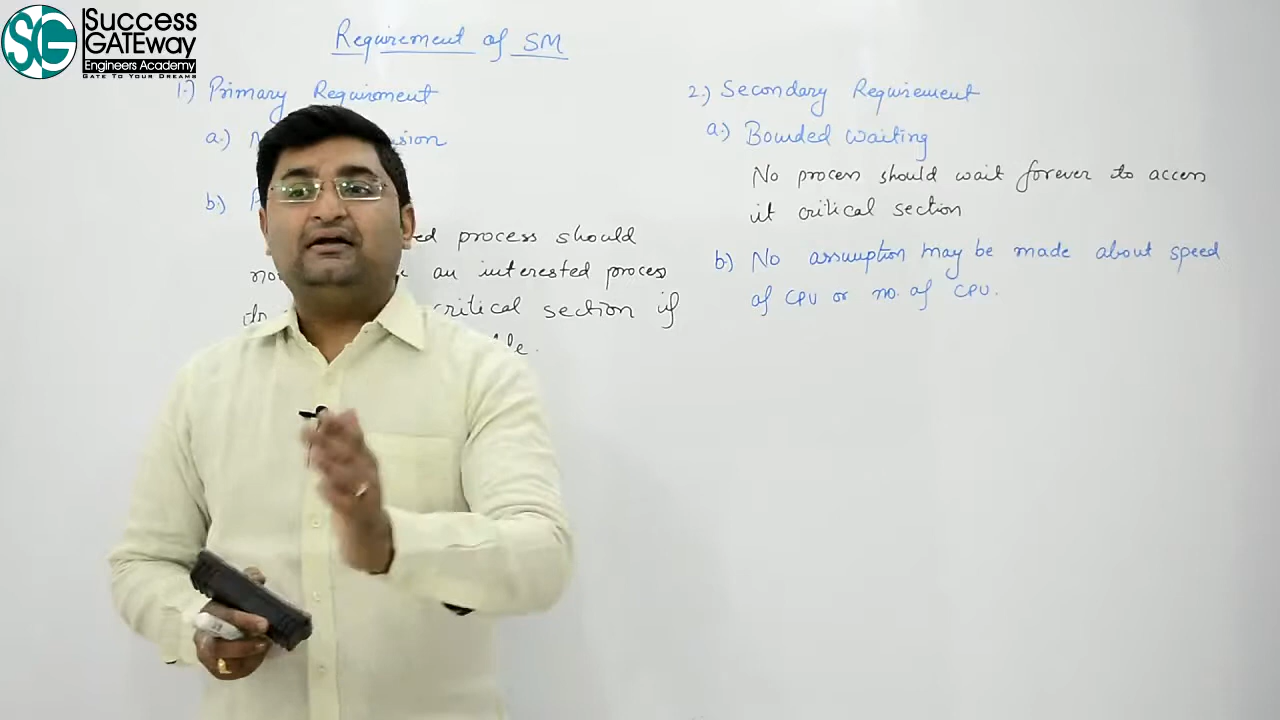 Success
GATEway
Engineers Academy
GATE TO YOUR DREAMS
SG
Requirement of SM
1.) Primary Requirement
a.)
b.)
process should
an interested process
critical section if
2.) Secondary Requirement
a.) Bounded waiting
No process should wait forever to access
it critical section
b) No assumption may be made about speed
of CPU or no. of CPU.